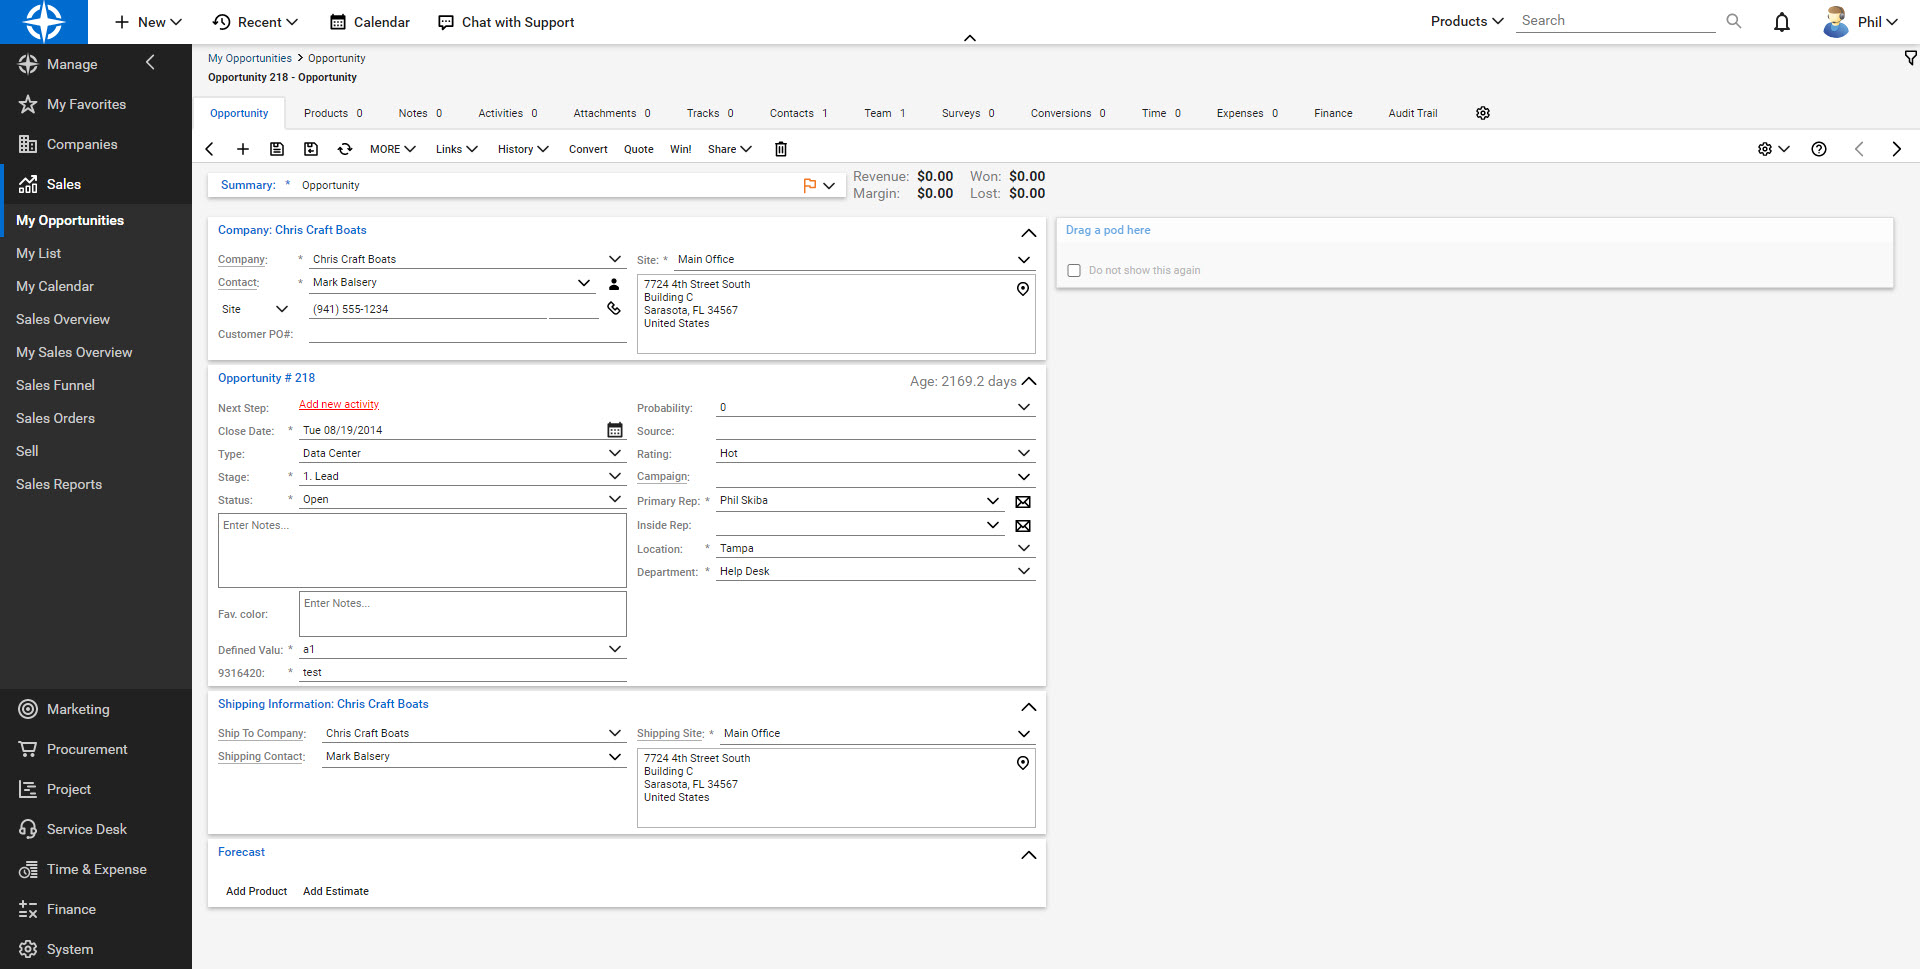 New Recent Calendar Chat with Support Products Search Phil
Manage
My Favorites
Companies
Sales
My Opportunities
My List
My Calendar
Sales Overview
My Sales Overview
Sales Funnel
Sales Orders
Sell
Sales Reports
Marketing
Procurement
Project
Service Desk
Time & Expense
Finance
System
My Opportunities > Opportunity
Opportunity 218 - Opportunity
Opportunity Products 0 Notes 0 Activities 0 Attachments 0 Tracks 0 Contacts 1 Team 1 Surveys 0 Conversions 0 Time 0 Expenses 0 Finance Audit Trail
MORE Links History Convert Quote Win! Share
Summary: * Opportunity
Revenue: $0.00 Won: $0.00
Margin: $0.00 Lost: $0.00
Company: Chris Craft Boats
Company: * Chris Craft Boats
Contact: * Mark Balsery
Site (941) 555-1234
Customer PO#:
Site: * Main Office
7724 4th Street South
Building C
Sarasota, FL 34567
United States
Drag a pod here
Do not show this again
Opportunity # 218
Age: 2169.2 days
Next Step: Add new activity
Close Date: * Tue 08/19/2014
Type: Data Center
Stage: * 1. Lead
Status: * Open
Enter Notes...
Fav. color: Enter Notes...
Defined Valu: * a1
9316420: * test
Probability: 0
Source:
Rating: Hot
Campaign:
Primary Rep: * Phil Skiba
Inside Rep:
Location: * Tampa
Department: * Help Desk
Shipping Information: Chris Craft Boats
Ship To Company: Chris Craft Boats
Shipping Contact: Mark Balsery
Shipping Site: * Main Office
7724 4th Street South
Building C
Sarasota, FL 34567
United States
Forecast
Add Product Add Estimate